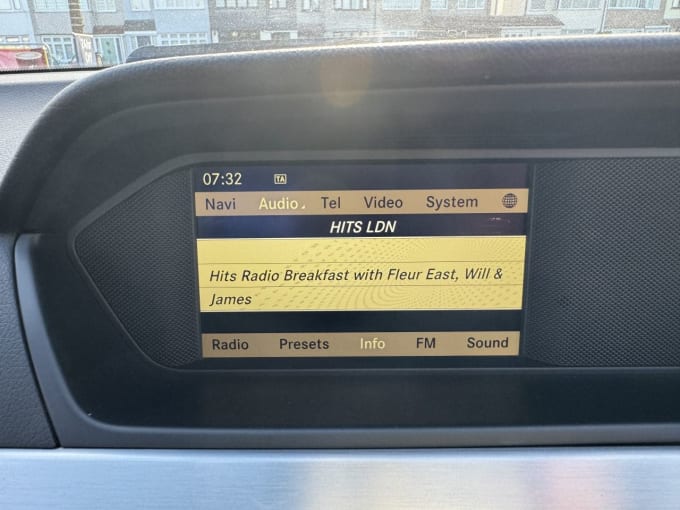 07:32 TA
Navi Audio Tel Video System
HITS LDN
Hits Radio Breakfast with Fleur East, Will &
James
Radio Presets Info FM Sound